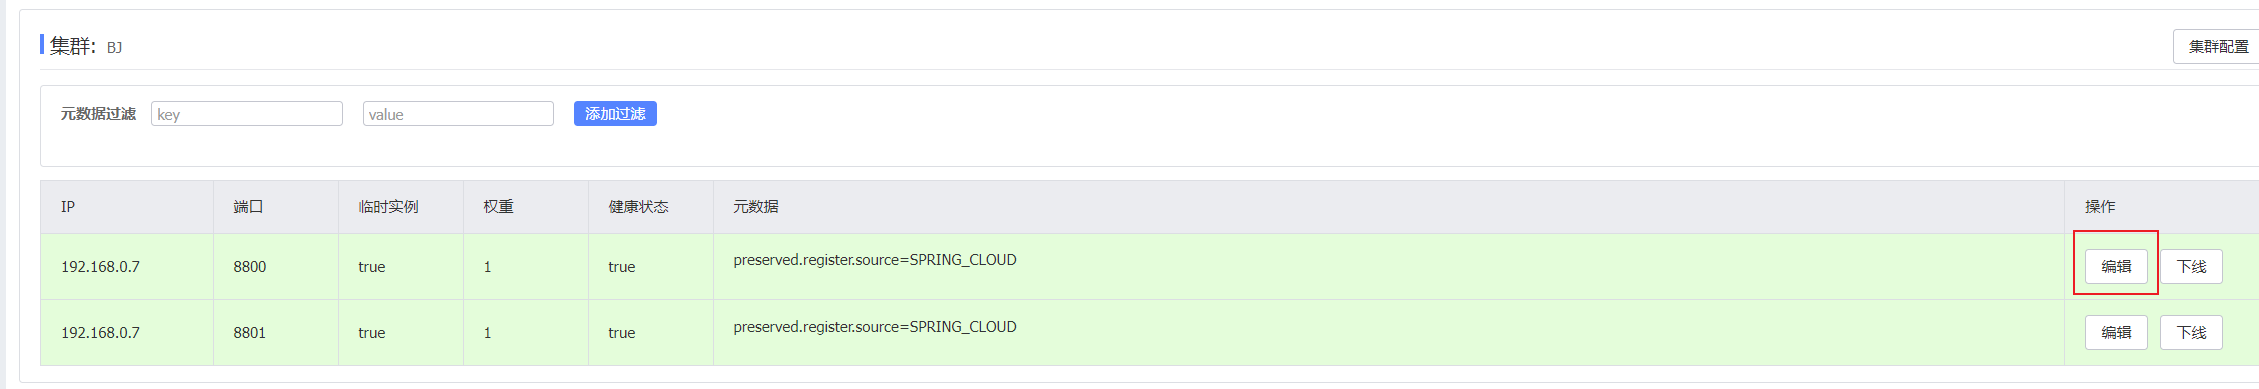 集群: BJ
集群配置
元数据过滤 key value 添加过滤
IP 端口 临时实例 权重 健康状态 元数据 操作
192.168.0.7 8800 true 1 true preserved.register.source=SPRING_CLOUD 编辑 下线
192.168.0.7 8801 true 1 true preserved.register.source=SPRING_CLOUD 编辑 下线